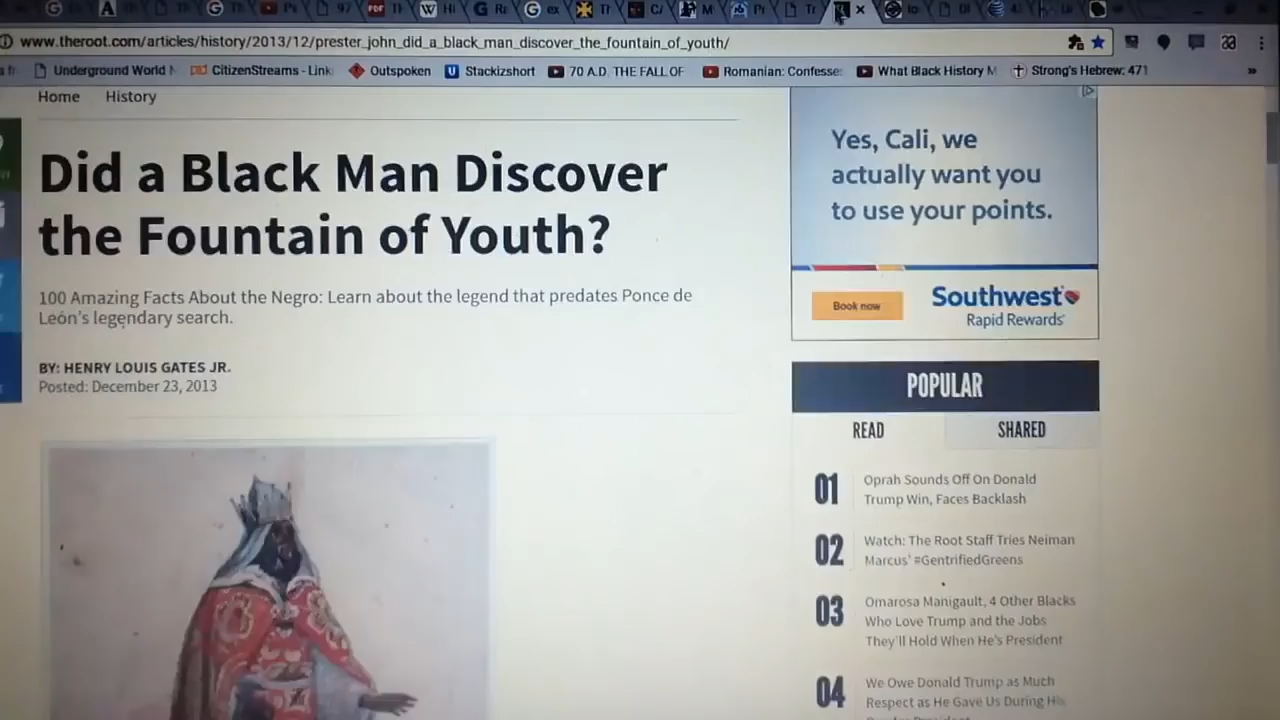 www.theroot.com/articles/history/2013/12/prester_john_did_a_black_man_discover_the_fountain_of_youth/
Underground World CitizenStreams - Link Outspoken Stackizshort 70 A.D. THE FALL OF Romanian: Confesse What Black History M Strong's Hebrew: 471 »
Home History
Did a Black Man Discover
the Fountain of Youth?
100 Amazing Facts About the Negro: Learn about the legend that predates Ponce de
León's legendary search.
BY: HENRY LOUIS GATES JR.
Posted: December 23, 2013
Yes, Cali, we
actually want you
to use your points.
Book now
Southwest
Rapid Rewards
POPULAR
READ SHARED
01 Oprah Sounds Off On Donald
Trump Win, Faces Backlash
02 Watch: The Root Staff Tries Neiman
Marcus' #GentrifiedGreens
03 Omarosa Manigault, 4 Other Blacks
Who Love Trump and the Jobs
They'll Hold When He's President
04 We Owe Donald Trump as Much
Respect as He Gave Us During His